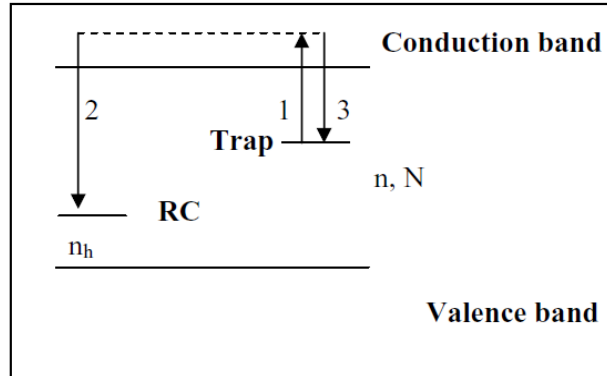 Conduction band
2 1 3
Trap
n, N
RC
n_h
Valence band